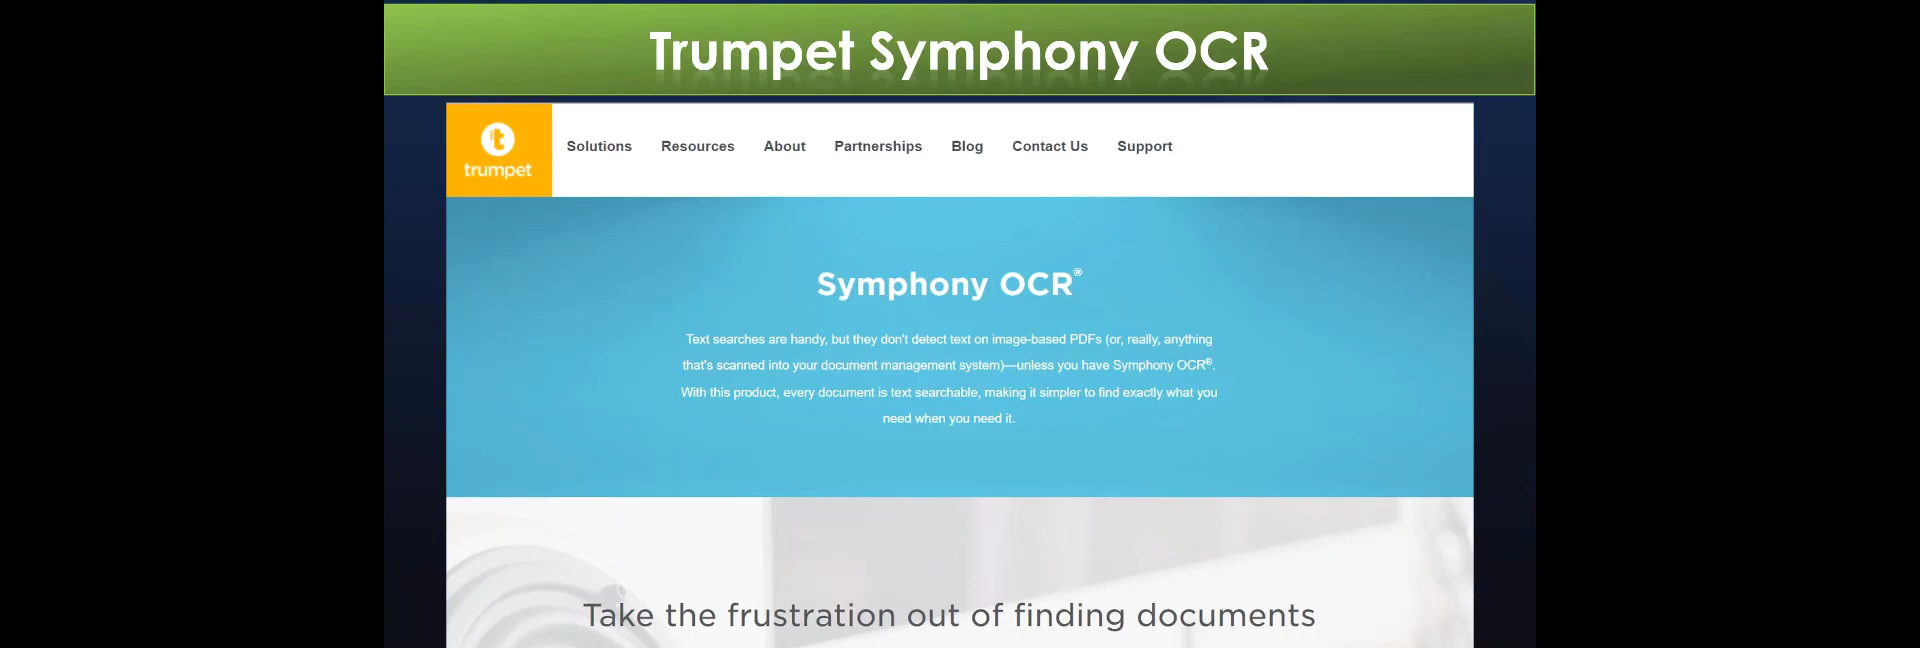 Trumpet Symphony OCR
trumpet
Solutions Resources About Partnerships Blog Contact Us Support
Symphony OCR®
Text searches are handy, but they don't detect text on image-based PDFs (or, really, anything
that's scanned into your document management system)—unless you have Symphony OCR®.
With this product, every document is text searchable, making it simpler to find exactly what you
need when you need it.
Take the frustration out of finding documents